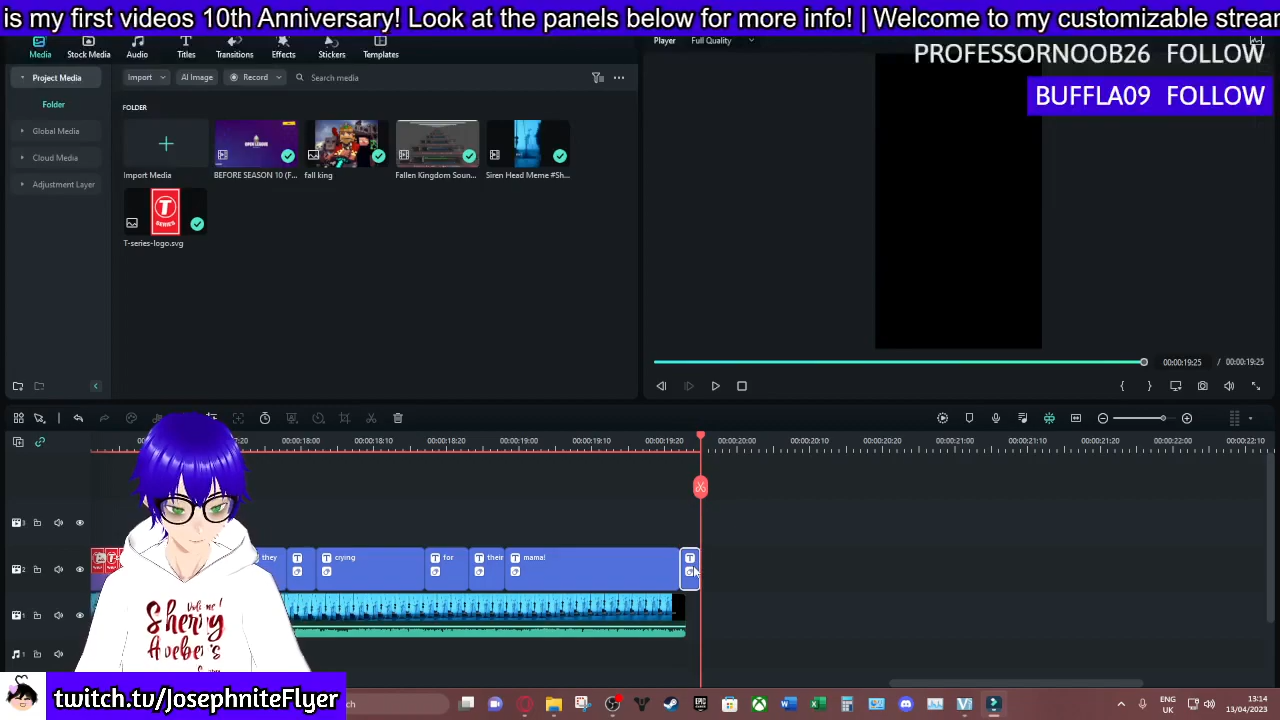 is my first videos 10th Anniversary! Look at the panels below for more info! | Welcome to my customizable strear
PROFESSORNOOB26 FOLLOW
BUFFLA09 FOLLOW
Media
Stock Media
Audio
Titles
Transitions
Effects
Stickers
Templates
Player
Full Quality
Project Media
Import
AI Image
Record
Search media
Folder
FOLDER
Global Media
Cloud Media
Adjustment Layer
Import Media
BEFORE SEASON 10 (F...
fall king
Fallen Kingdom Soun...
Siren Head Meme #Sh...
T
SERIES
T-series-logo.svg
00:00:19:25 / 00:00:19:25
00:00:18:00
00:00:18:10
00:00:18:20
00:00:19:00
00:00:19:10
00:00:19:20
00:00:20:00
00:00:20:10
00:00:20:20
00:00:21:00
00:00:21:10
00:00:21:20
00:00:22:00
00:00:22:10
they
crying
for
their
mama!
twitch.tv/JosephniteFlyer
ENG
UK
13:14
13/04/2023